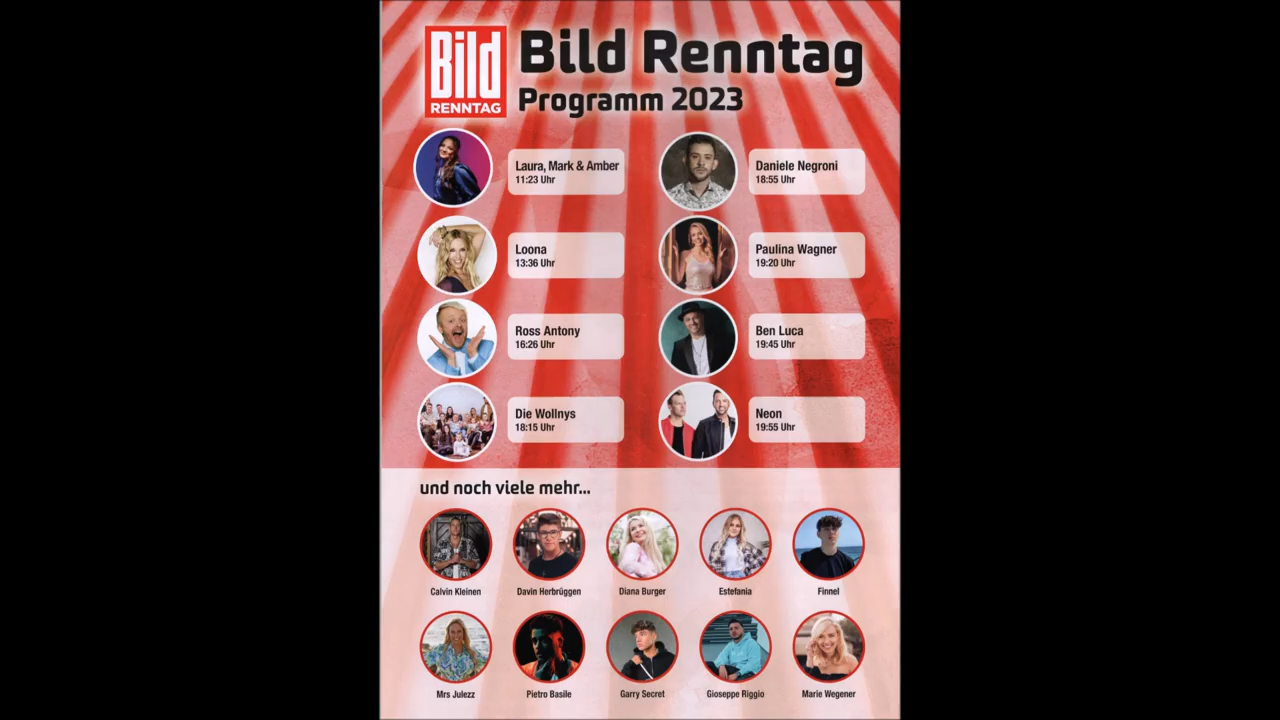 Bild
RENNTAG
Bild Renntag
Programm 2023
Laura, Mark & Amber
11:23 Uhr
Daniele Negroni
18:55 Uhr
Loona
13:36 Uhr
Paulina Wagner
19:20 Uhr
Ross Antony
16:26 Uhr
Ben Luca
19:45 Uhr
Die Wollnys
18:15 Uhr
Neon
19:55 Uhr
und noch viele mehr...
Calvin Kleinen
Davin Herbrüggen
Diana Burger
Estefania
Finnel
Mrs Julezz
Pietro Basile
Garry Secret
Gioseppe Riggio
Marie Wegener